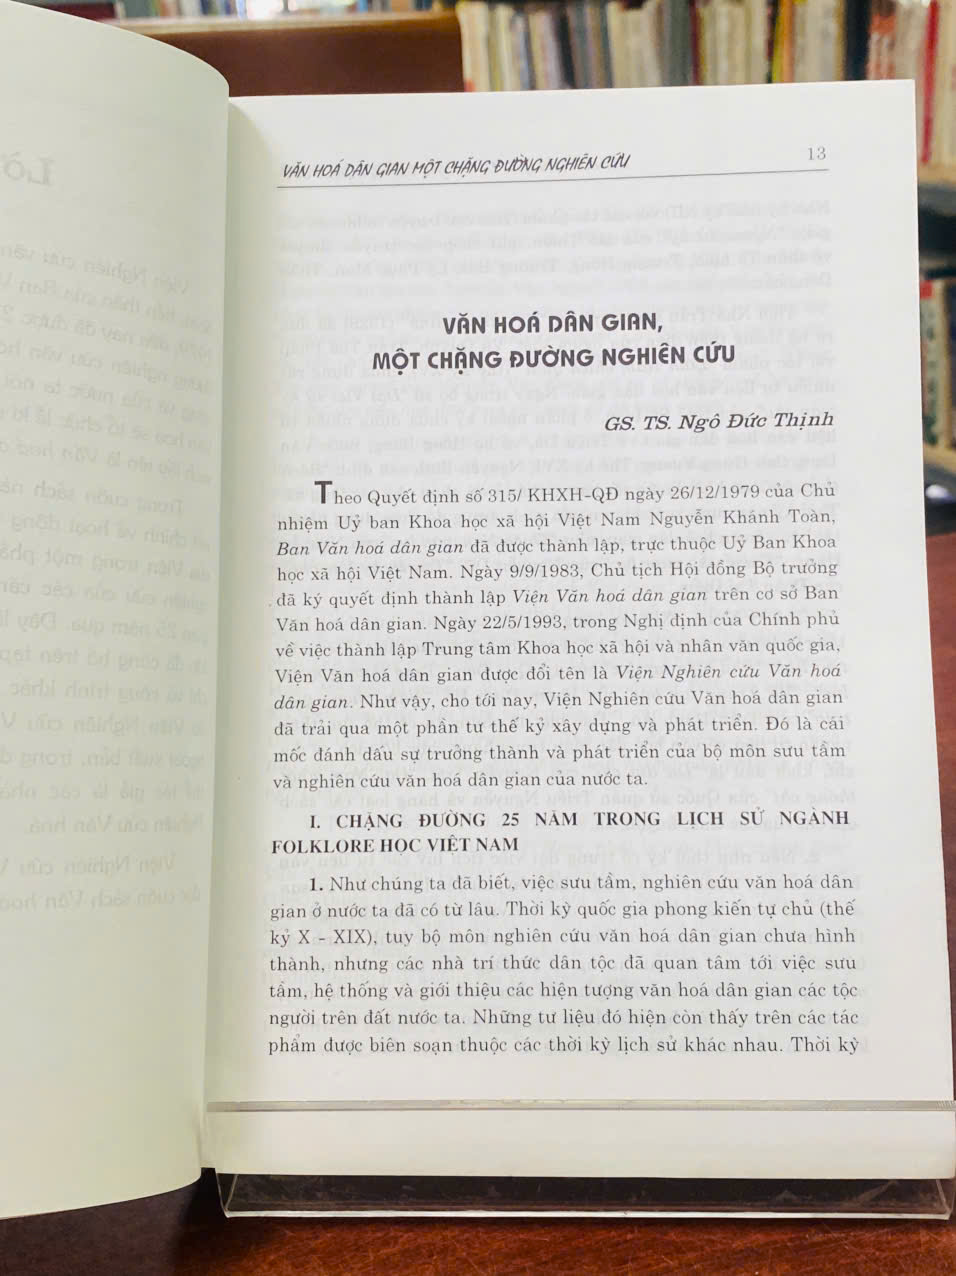 VĂN HOÁ DÂN GIAN MỘT CHẶNG ĐƯỜNG NGHIÊN CỨU
13
VĂN HOÁ DÂN GIAN,
MỘT CHẶNG ĐƯỜNG NGHIÊN CỨU
GS. TS. Ngô Đức Thịnh
Theo Quyết định số 315/ KHXH-QĐ ngày 26/12/1979 của Chủ
nhiệm Uỷ ban Khoa học xã hội Việt Nam Nguyễn Khánh Toàn,
Ban Văn hoá dân gian đã được thành lập, trực thuộc Uỷ Ban Khoa
học xã hội Việt Nam. Ngày 9/9/1983, Chủ tịch Hội đồng Bộ trưởng
đã ký quyết định thành lập Viện Văn hoá dân gian trên cơ sở Ban
Văn hoá dân gian. Ngày 22/5/1993, trong Nghị định của Chính phủ
về việc thành lập Trung tâm Khoa học xã hội và nhân văn quốc gia,
Viện Văn hoá dân gian được đổi tên là Viện Nghiên cứu Văn hoá
dân gian. Như vậy, cho tới nay, Viện Nghiên cứu Văn hoá dân gian
đã trải qua một phần tư thế kỷ xây dựng và phát triển. Đó là cái
mốc đánh dấu sự trưởng thành và phát triển của bộ môn sưu tầm
và nghiên cứu văn hoá dân gian của nước ta.
I. CHẶNG ĐƯỜNG 25 NĂM TRONG LỊCH SỬ NGÀNH
FOLKLORE HỌC VIỆT NAM
1. Như chúng ta đã biết, việc sưu tầm, nghiên cứu văn hoá dân
gian ở nước ta đã có từ lâu. Thời kỳ quốc gia phong kiến tự chủ (thế
kỷ X - XIX), tuy bộ môn nghiên cứu văn hoá dân gian chưa hình
thành, nhưng các nhà trí thức dân tộc đã quan tâm tới việc sưu
tầm, hệ thống và giới thiệu các hiện tượng văn hoá dân gian các tộc
người trên đất nước ta. Những tư liệu đó hiện còn thấy trên các tác
phẩm được biên soạn thuộc các thời kỳ lịch sử khác nhau. Thời kỳ